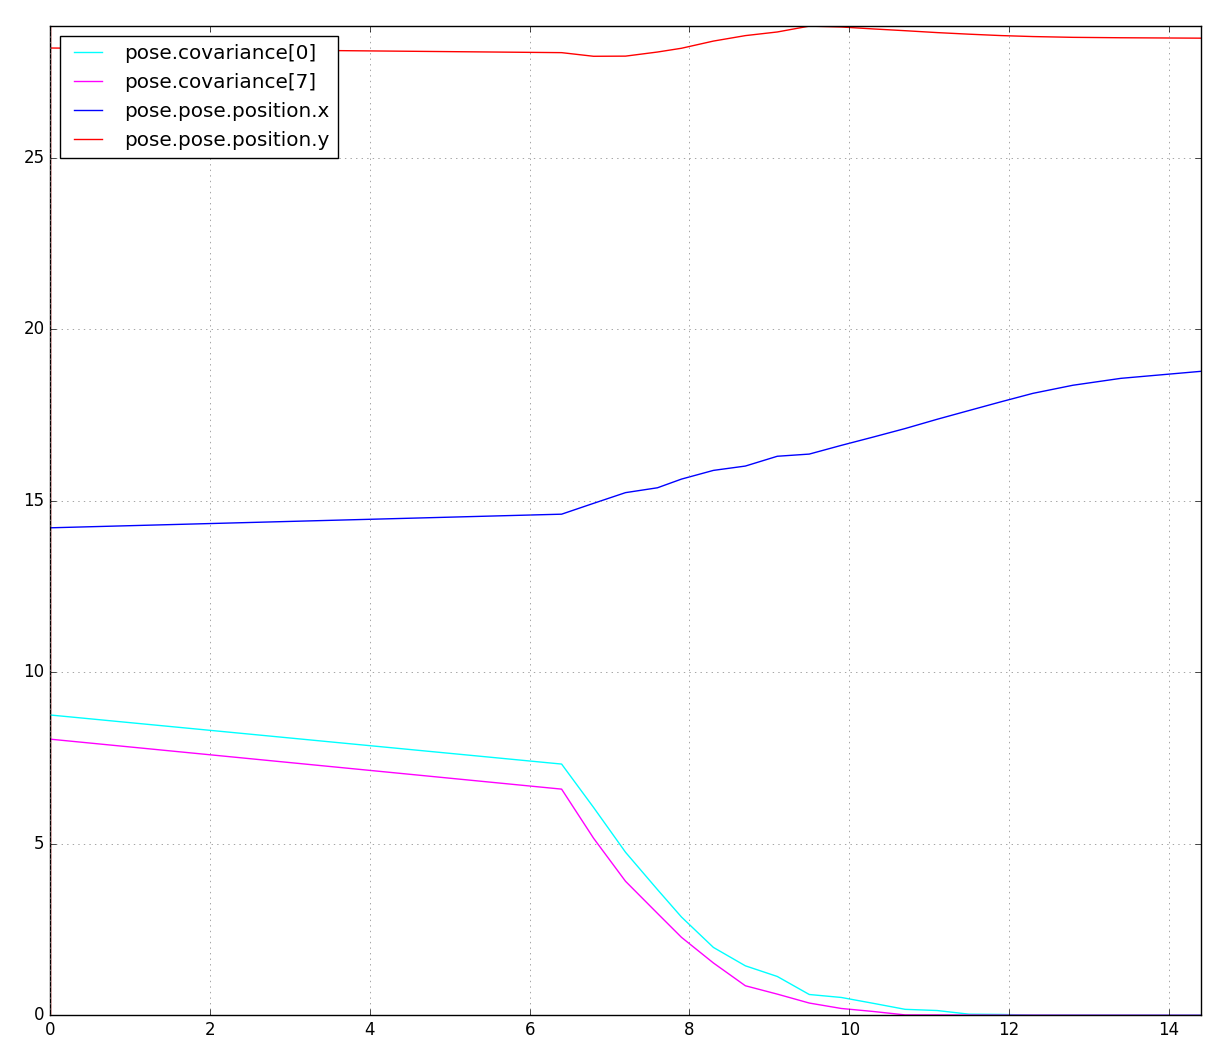 pose.covariance[0]
pose.covariance[7]
pose.pose.position.x
pose.pose.position.y
25
20
15
10
5
0
0 2 4 6 8 10 12 14